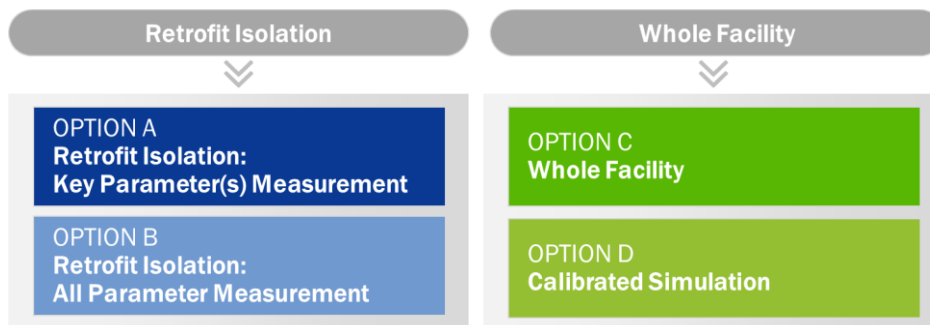 Retrofit Isolation
OPTION A
Retrofit Isolation:
Key Parameter(s) Measurement
OPTION B
Retrofit Isolation:
All Parameter Measurement
Whole Facility
OPTION C
Whole Facility
OPTION D
Calibrated Simulation